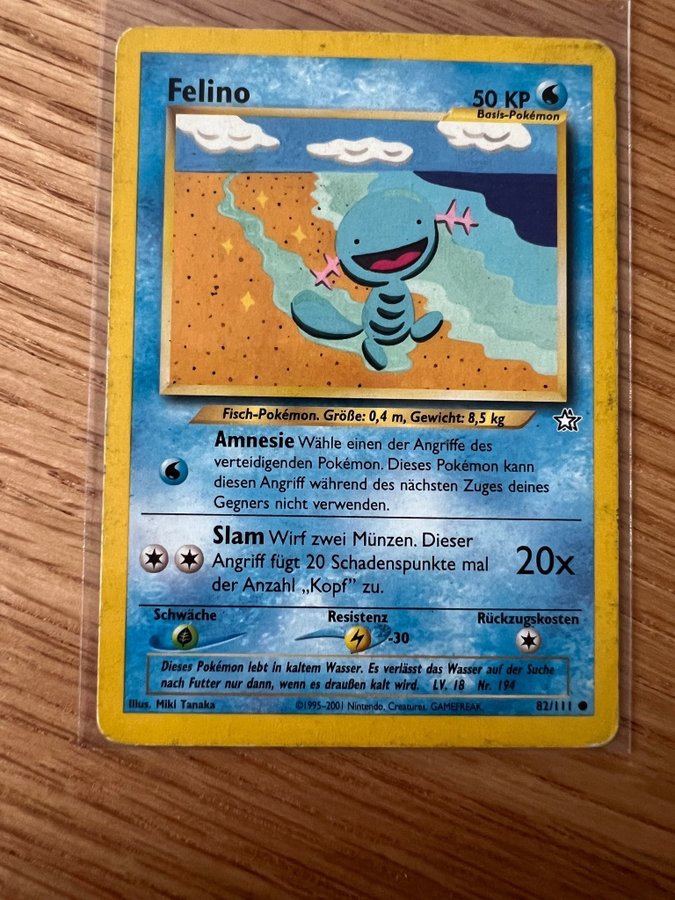 Felino
50 KP
Basis-Pokémon
Fisch-Pokémon. Größe: 0,4 m, Gewicht: 8,5 kg
Amnesie Wähle einen der Angriffe des
verteidigenden Pokémon. Dieses Pokémon kann
diesen Angriff während des nächsten Zuges deines
Gegners nicht verwenden.
Slam Wirf zwei Münzen. Dieser
Angriff fügt 20 Schadenspunkte mal
der Anzahl „Kopf" zu.
20x
Schwäche
Resistenz
Rückzugskosten
-30
Dieses Pokémon lebt in kaltem Wasser. Es verlässt das Wasser auf der Suche
nach Futter nur dann, wenn es draußen kalt wird. LV. 18 Nr. 194
Illus. Miki Tanaka
©1995-2001 Nintendo, Creatures, GAMEFREAK.
82/111